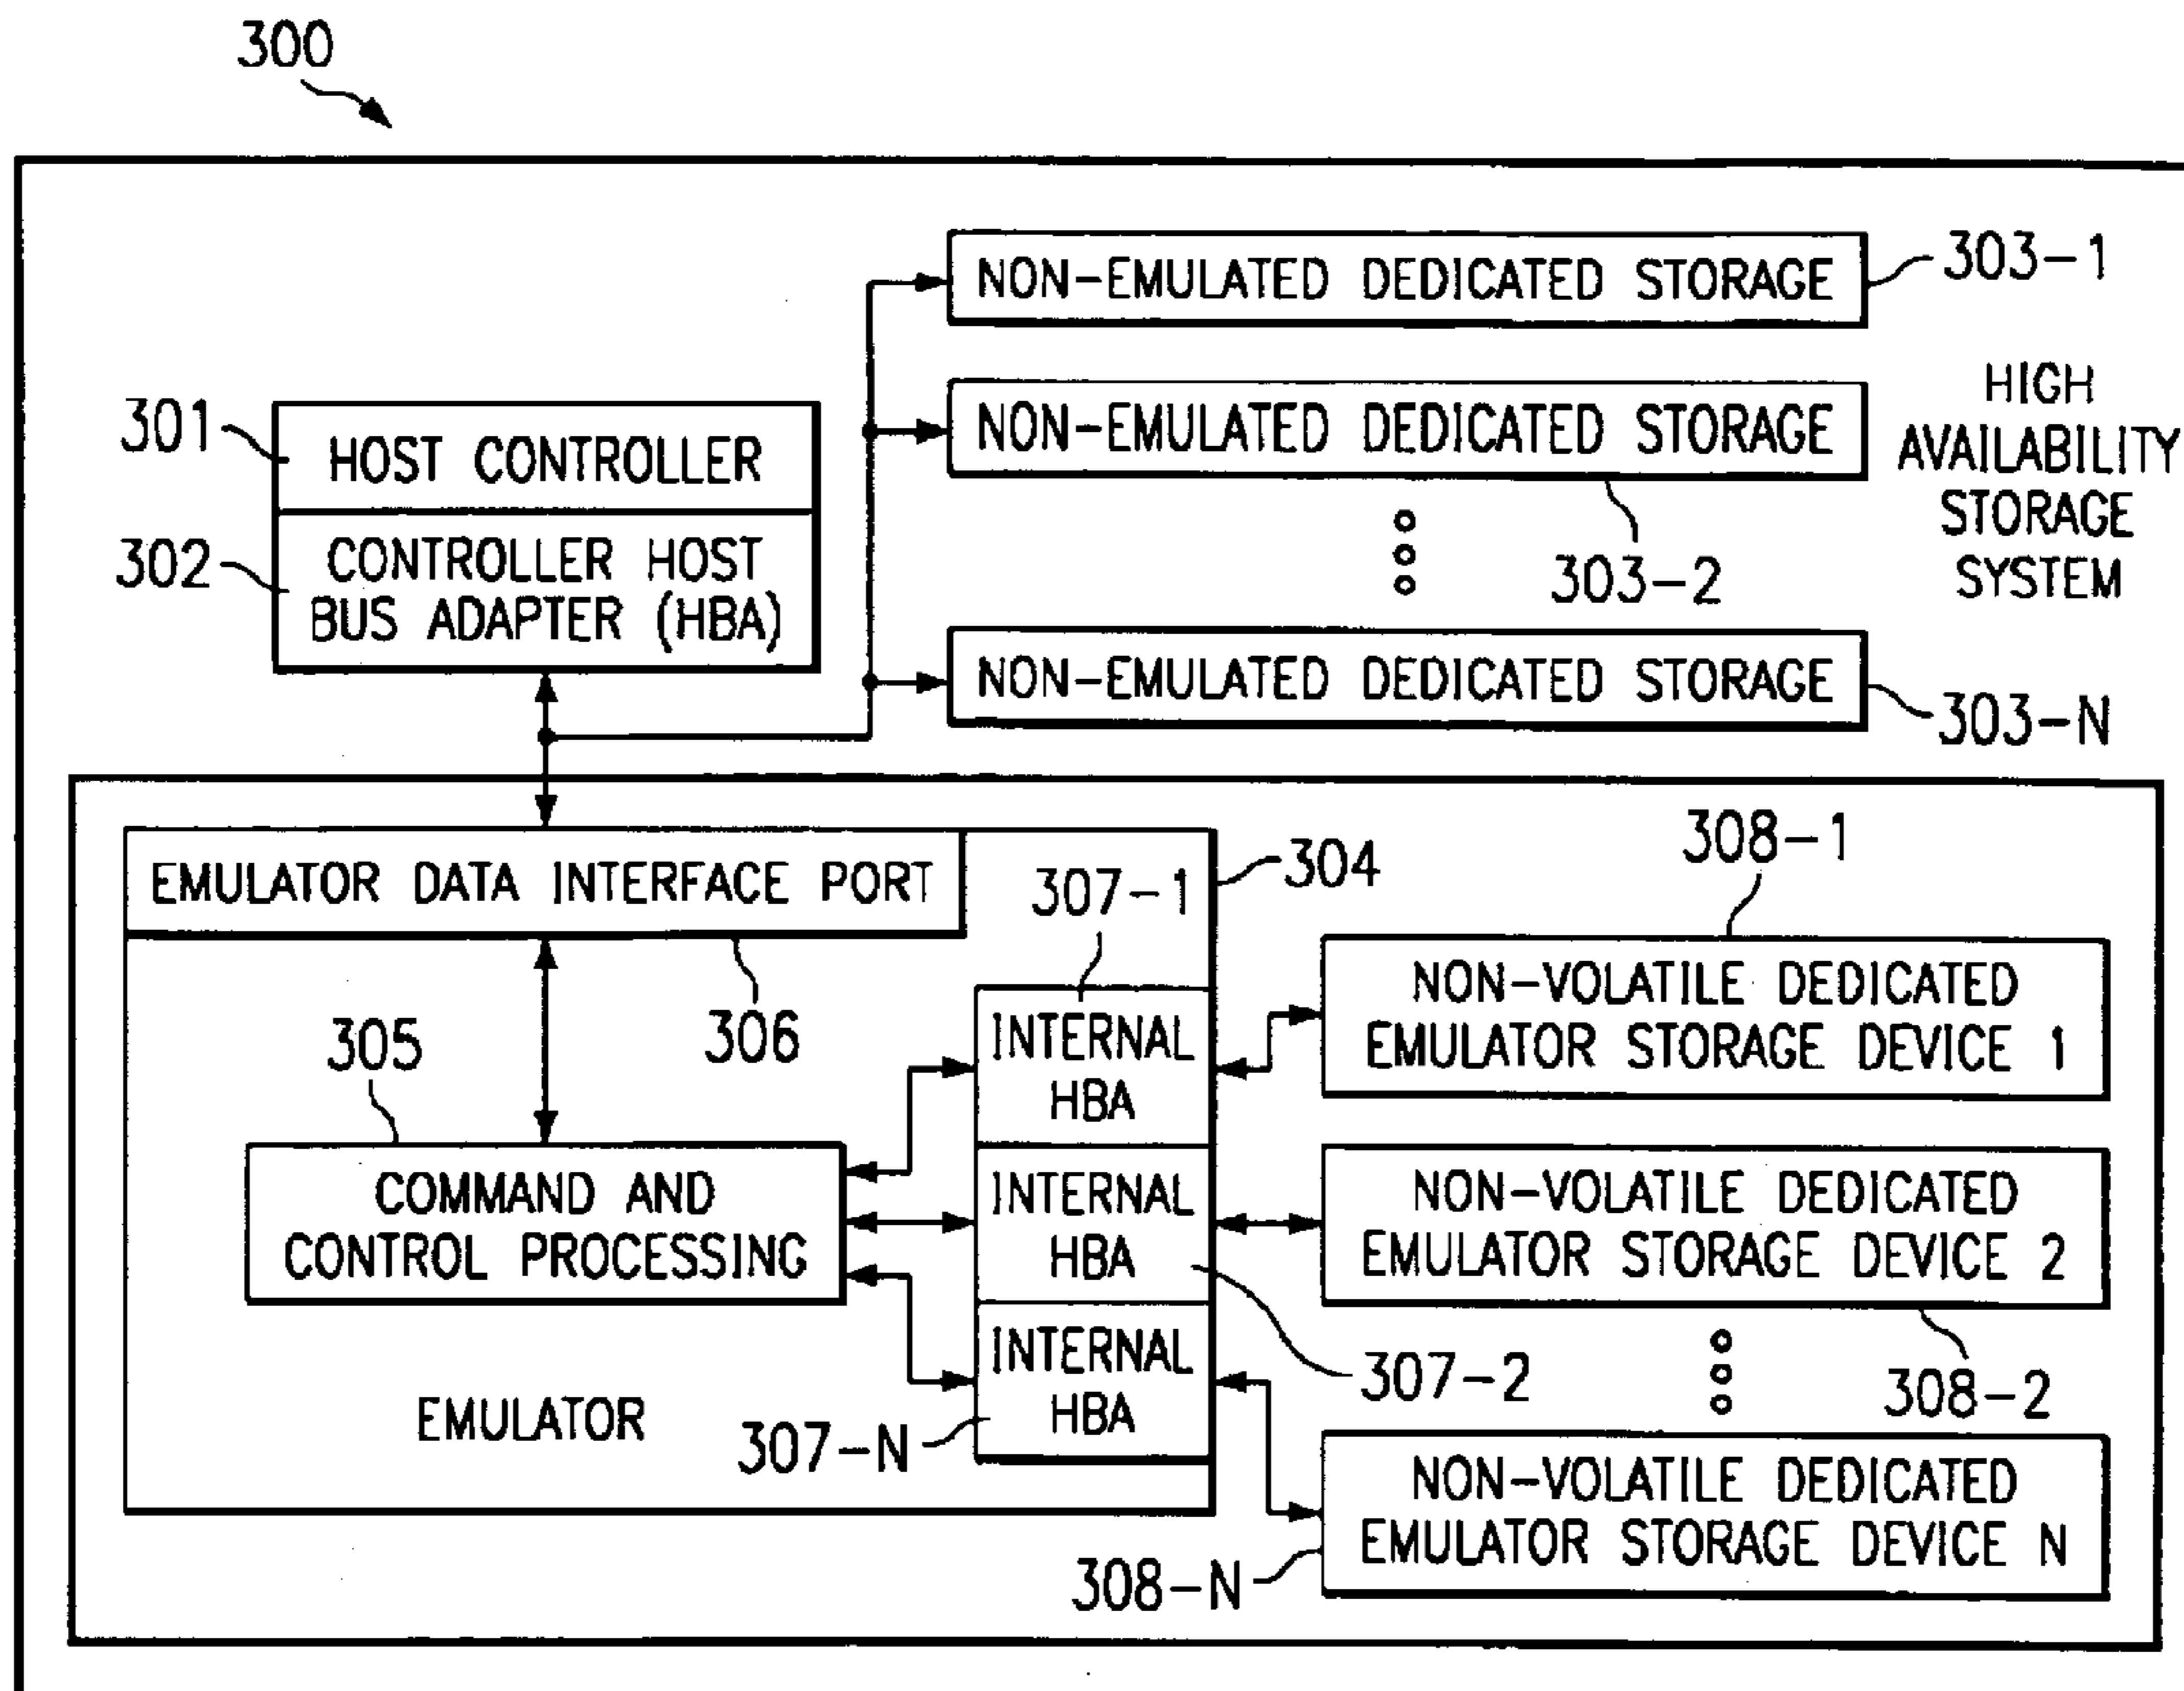 300
NON-EMULATED DEDICATED STORAGE
303-1
NON-EMULATED DEDICATED STORAGE
303-2
HIGH
AVAILABILITY
STORAGE
SYSTEM
301
HOST CONTROLLER
302
CONTROLLER HOST
BUS ADAPTER (HBA)
NON-EMULATED DEDICATED STORAGE
303-N
EMULATOR DATA INTERFACE PORT
306
304
307-1
308-1
305
COMMAND AND
CONTROL PROCESSING
INTERNAL
HBA
NON-VOLATILE DEDICATED
EMULATOR STORAGE DEVICE 1
INTERNAL
HBA
307-2
NON-VOLATILE DEDICATED
EMULATOR STORAGE DEVICE 2
308-2
EMULATOR
307-N
INTERNAL
HBA
NON-VOLATILE DEDICATED
EMULATOR STORAGE DEVICE N
308-N